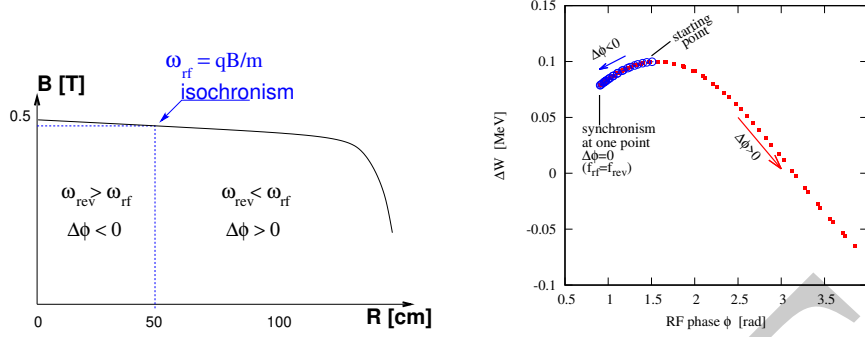 ω_rf = qB/m
isochronism
B [T]
0.5
ω_rev > ω_rf
Δϕ < 0
ω_rev < ω_rf
Δϕ > 0
0
50
100
R [cm]
0.15
0.1
0.05
0
-0.05
-0.1
ΔW [MeV]
Δϕ<0
starting
point
synchronism
at one point
Δϕ=0
(f_rf=f_rev)
Δϕ>0
0.5
1
1.5
2
2.5
3
3.5
RF phase ϕ [rad]